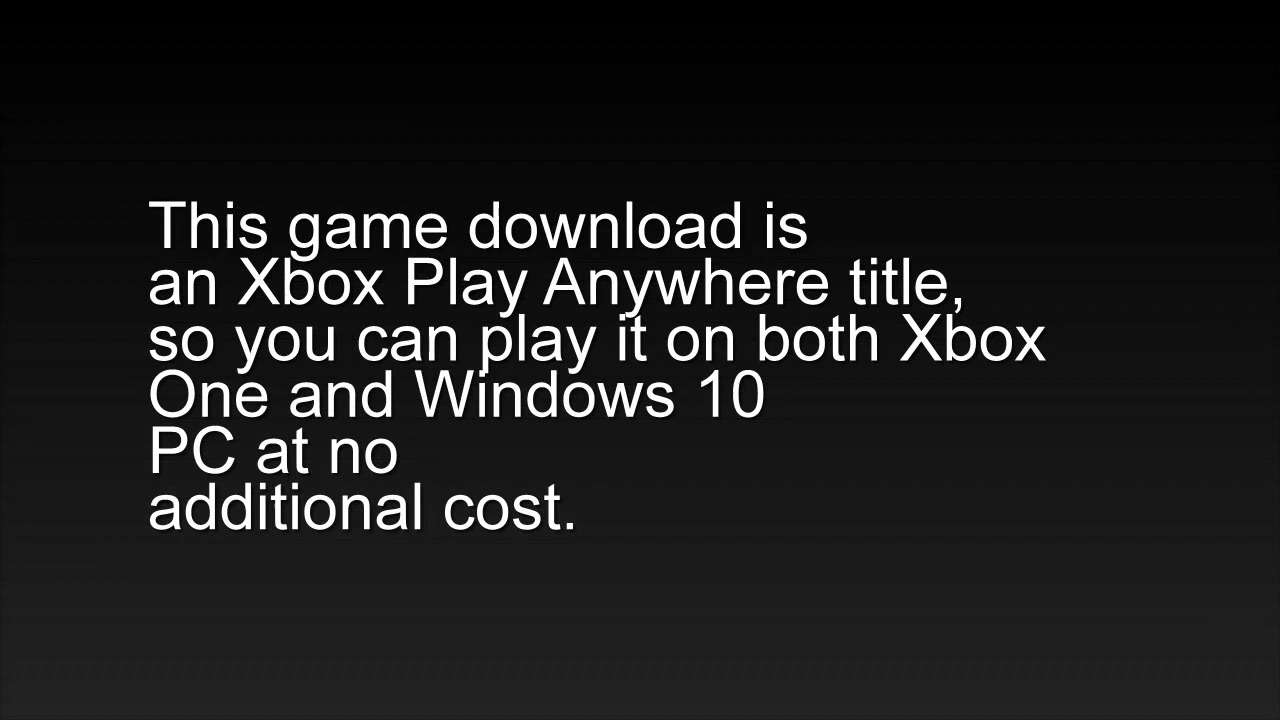 This game download is
an Xbox Play Anywhere title,
so you can play it on both Xbox
One and Windows 10
PC at no
additional cost.